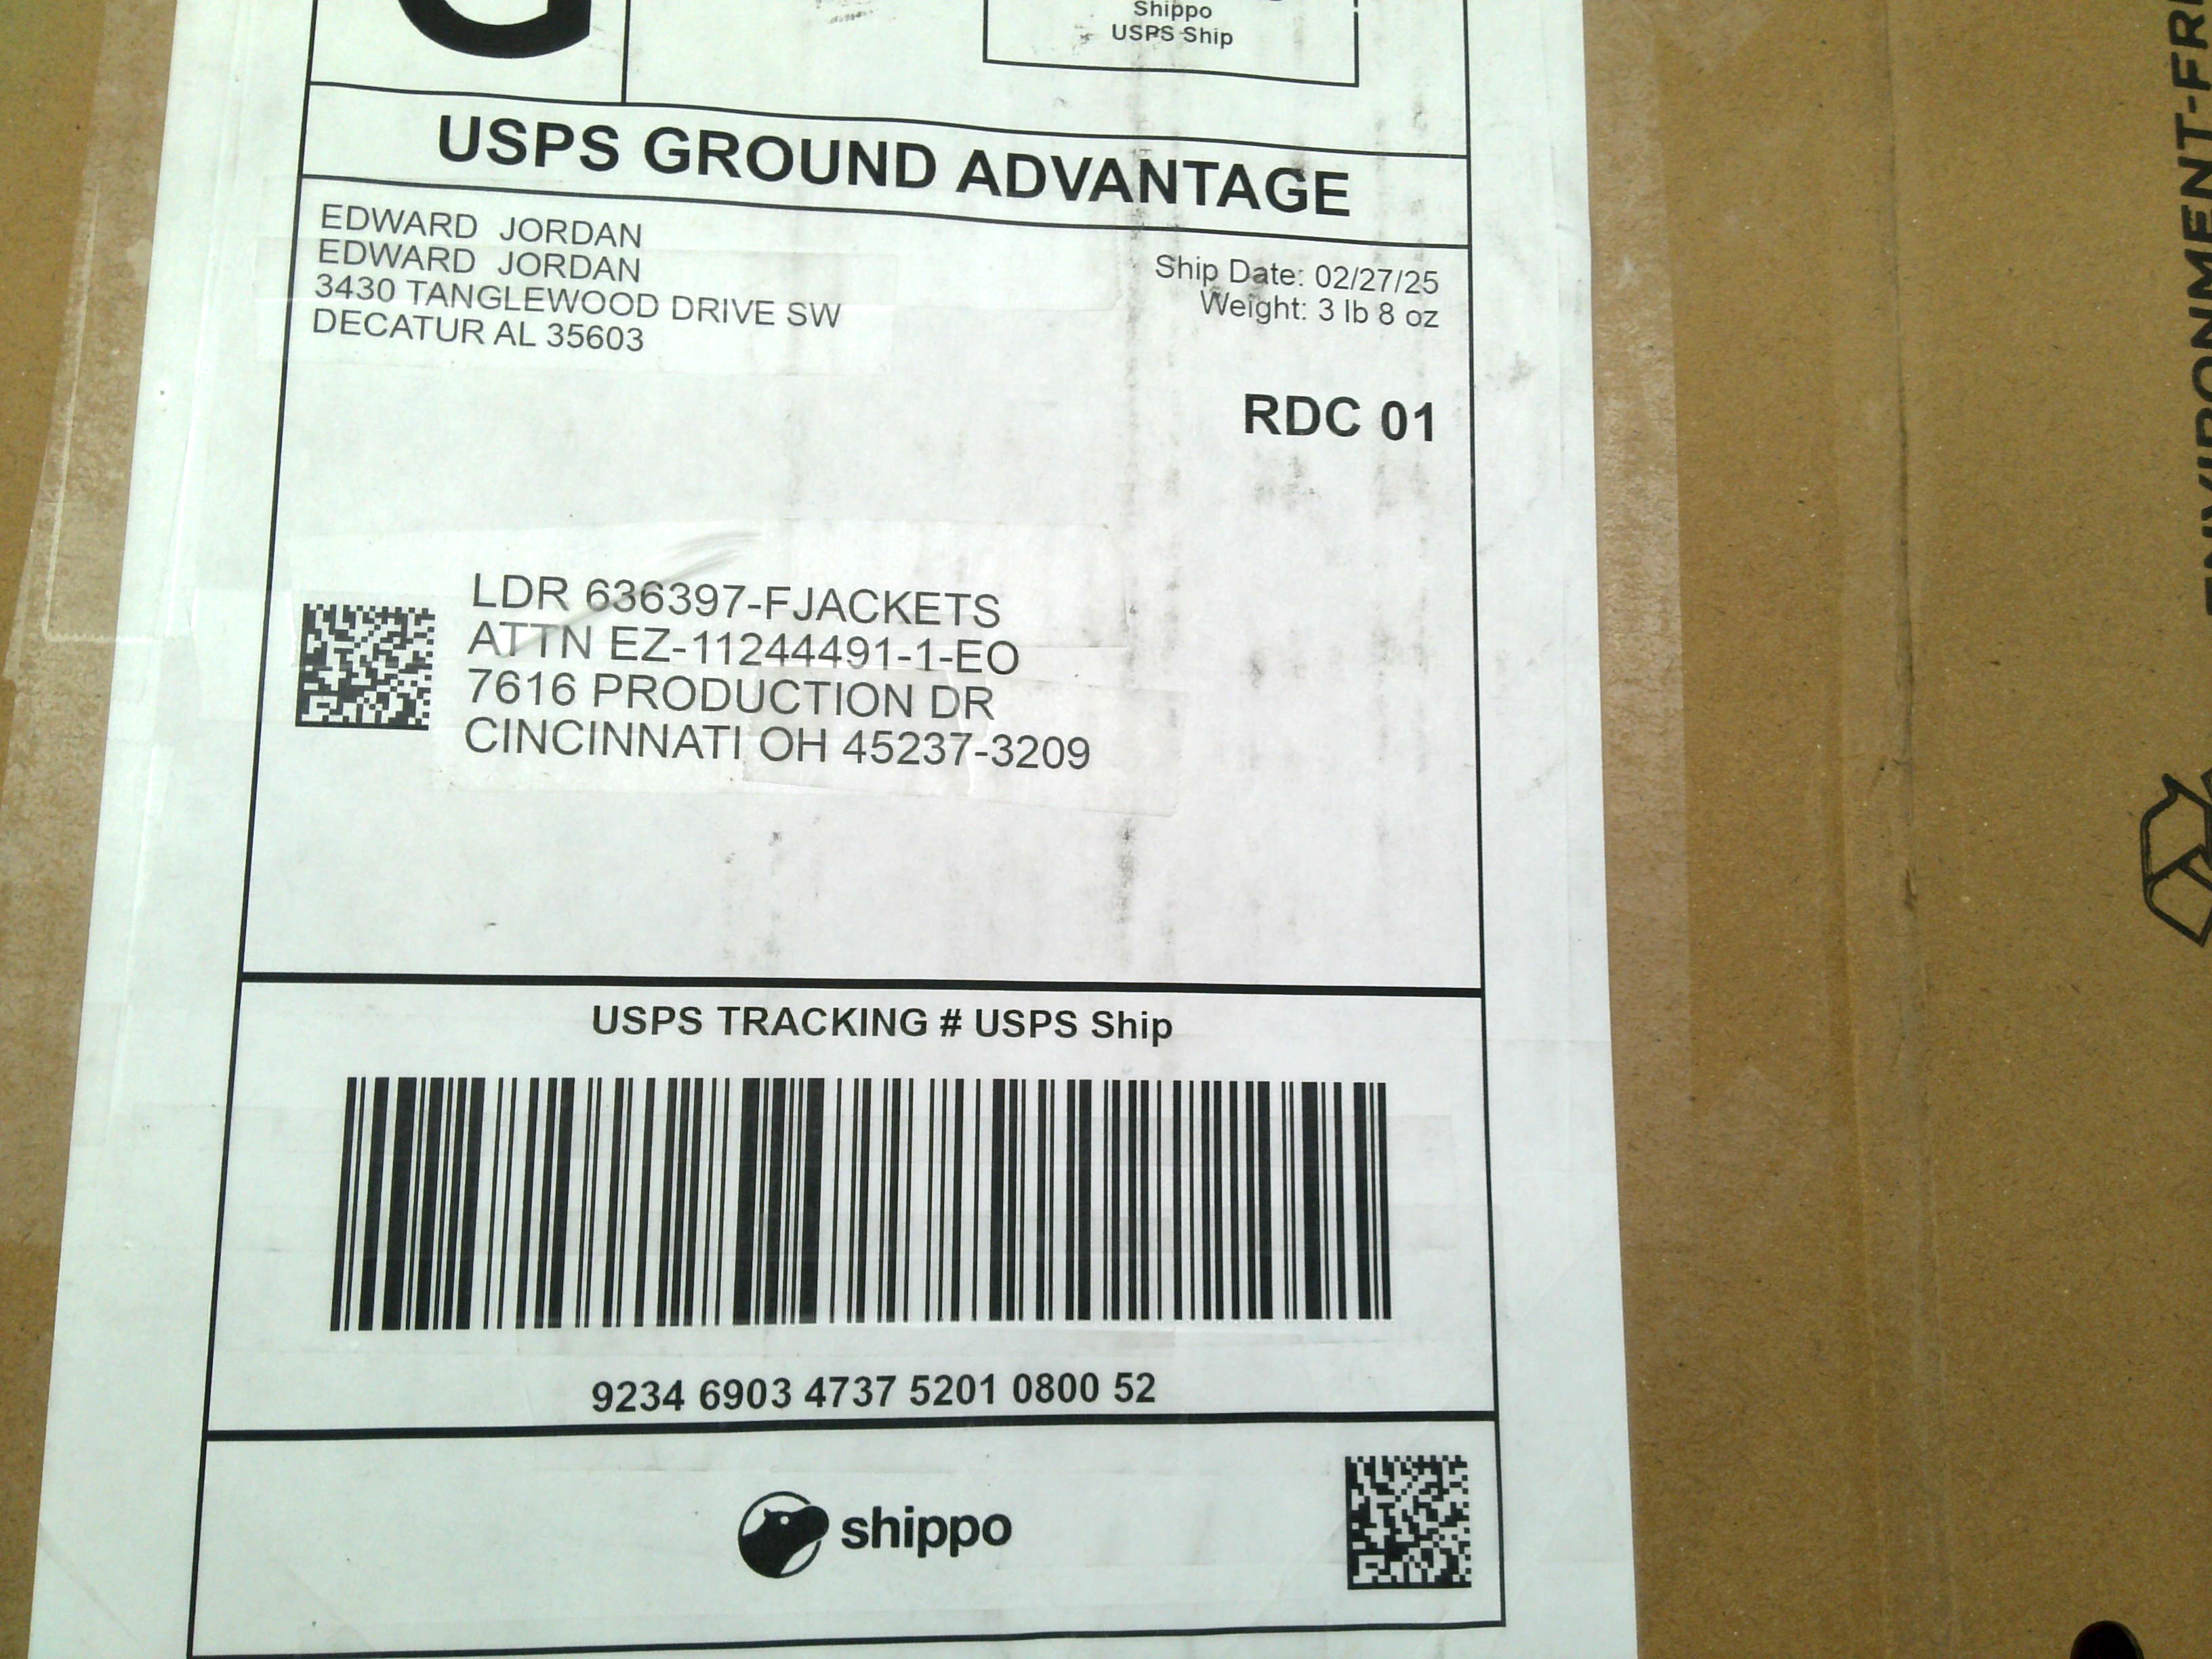 G
Shippo
USPS Ship
USPS GROUND ADVANTAGE
EDWARD JORDAN
EDWARD JORDAN
3430 TANGLEWOOD DRIVE SW
DECATUR AL 35603
Ship Date: 02/27/25
Weight: 3 lb 8 oz
RDC 01
LDR 636397-FJACKETS
ATTN EZ-11244491-1-EO
7616 PRODUCTION DR
CINCINNATI OH 45237-3209
USPS TRACKING # USPS Ship
9234 6903 4737 5201 0800 52
shippo